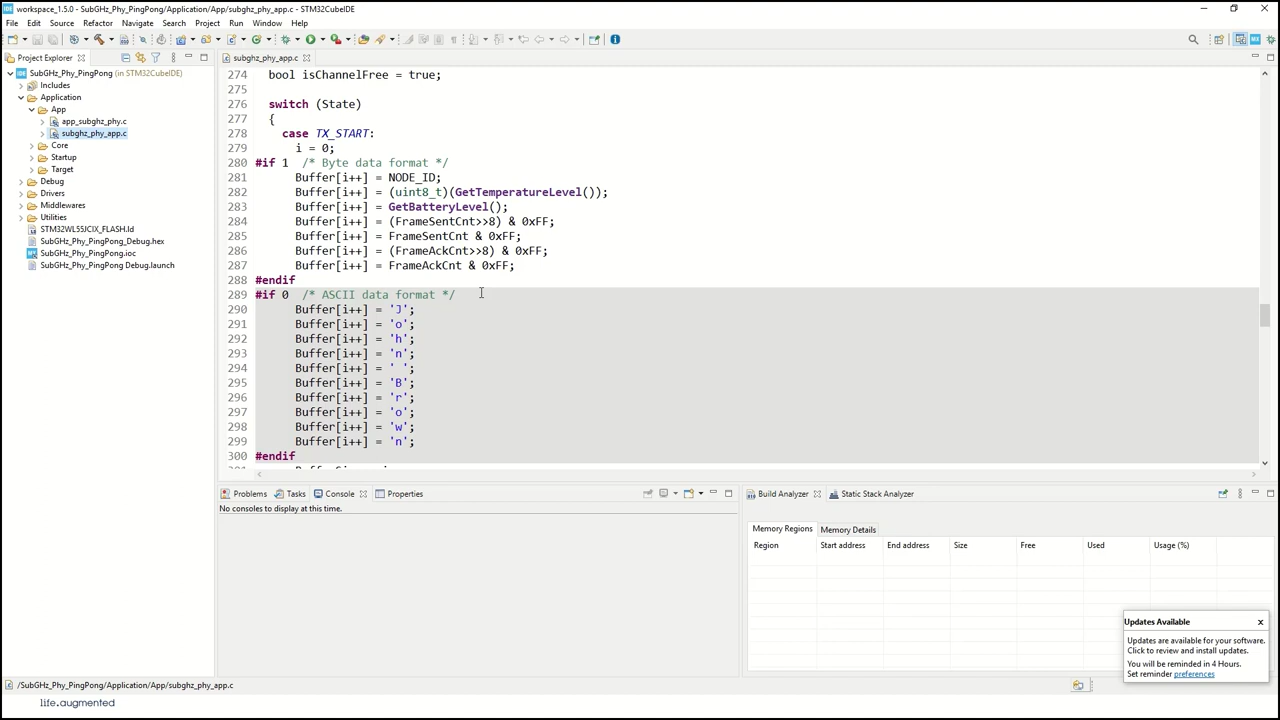 workspace_1.5.0 - SubGHz_Phy_PingPong/Application/App/subghz_phy_app.c - STM32CubeIDE
File Edit Source Refactor Navigate Search Project Run Window Help
Project Explorer
subghz_phy_app.c
SubGHz_Phy_PingPong (in STM32CubeIDE)
Includes
Application
App
app_subghz_phy.c
subghz_phy_app.c
Core
Startup
Target
Debug
Drivers
Middlewares
Utilities
STM32WL55JCIX_FLASH.ld
SubGHz_Phy_PingPong_Debug.hex
SubGHz_Phy_PingPong.ioc
SubGHz_Phy_PingPong Debug.launch
274 bool isChannelFree = true;
275
276 switch (State)
277 {
278 case TX_START:
279 i = 0;
280 #if 1 /* Byte data format */
281 Buffer[i++] = NODE_ID;
282 Buffer[i++] = (uint8_t)(GetTemperatureLevel());
283 Buffer[i++] = GetBatteryLevel();
284 Buffer[i++] = (FrameSentCnt>>8) & 0xFF;
285 Buffer[i++] = FrameSentCnt & 0xFF;
286 Buffer[i++] = (FrameAckCnt>>8) & 0xFF;
287 Buffer[i++] = FrameAckCnt & 0xFF;
288 #endif
289 #if 0 /* ASCII data format */
290 Buffer[i++] = 'J';
291 Buffer[i++] = 'o';
292 Buffer[i++] = 'h';
293 Buffer[i++] = 'n';
294 Buffer[i++] = ' ';
295 Buffer[i++] = 'B';
296 Buffer[i++] = 'r';
297 Buffer[i++] = 'o';
298 Buffer[i++] = 'w';
299 Buffer[i++] = 'n';
300 #endif
Problems Tasks Console Properties
No consoles to display at this time.
Build Analyzer Static Stack Analyzer
Memory Regions Memory Details
Region Start address End address Size Free Used Usage (%)
Updates Available
Updates are available for your software.
Click to review and install updates.
You will be reminded in 4 Hours.
Set reminder preferences
/SubGHz_Phy_PingPong/Application/App/subghz_phy_app.c
life.augmented